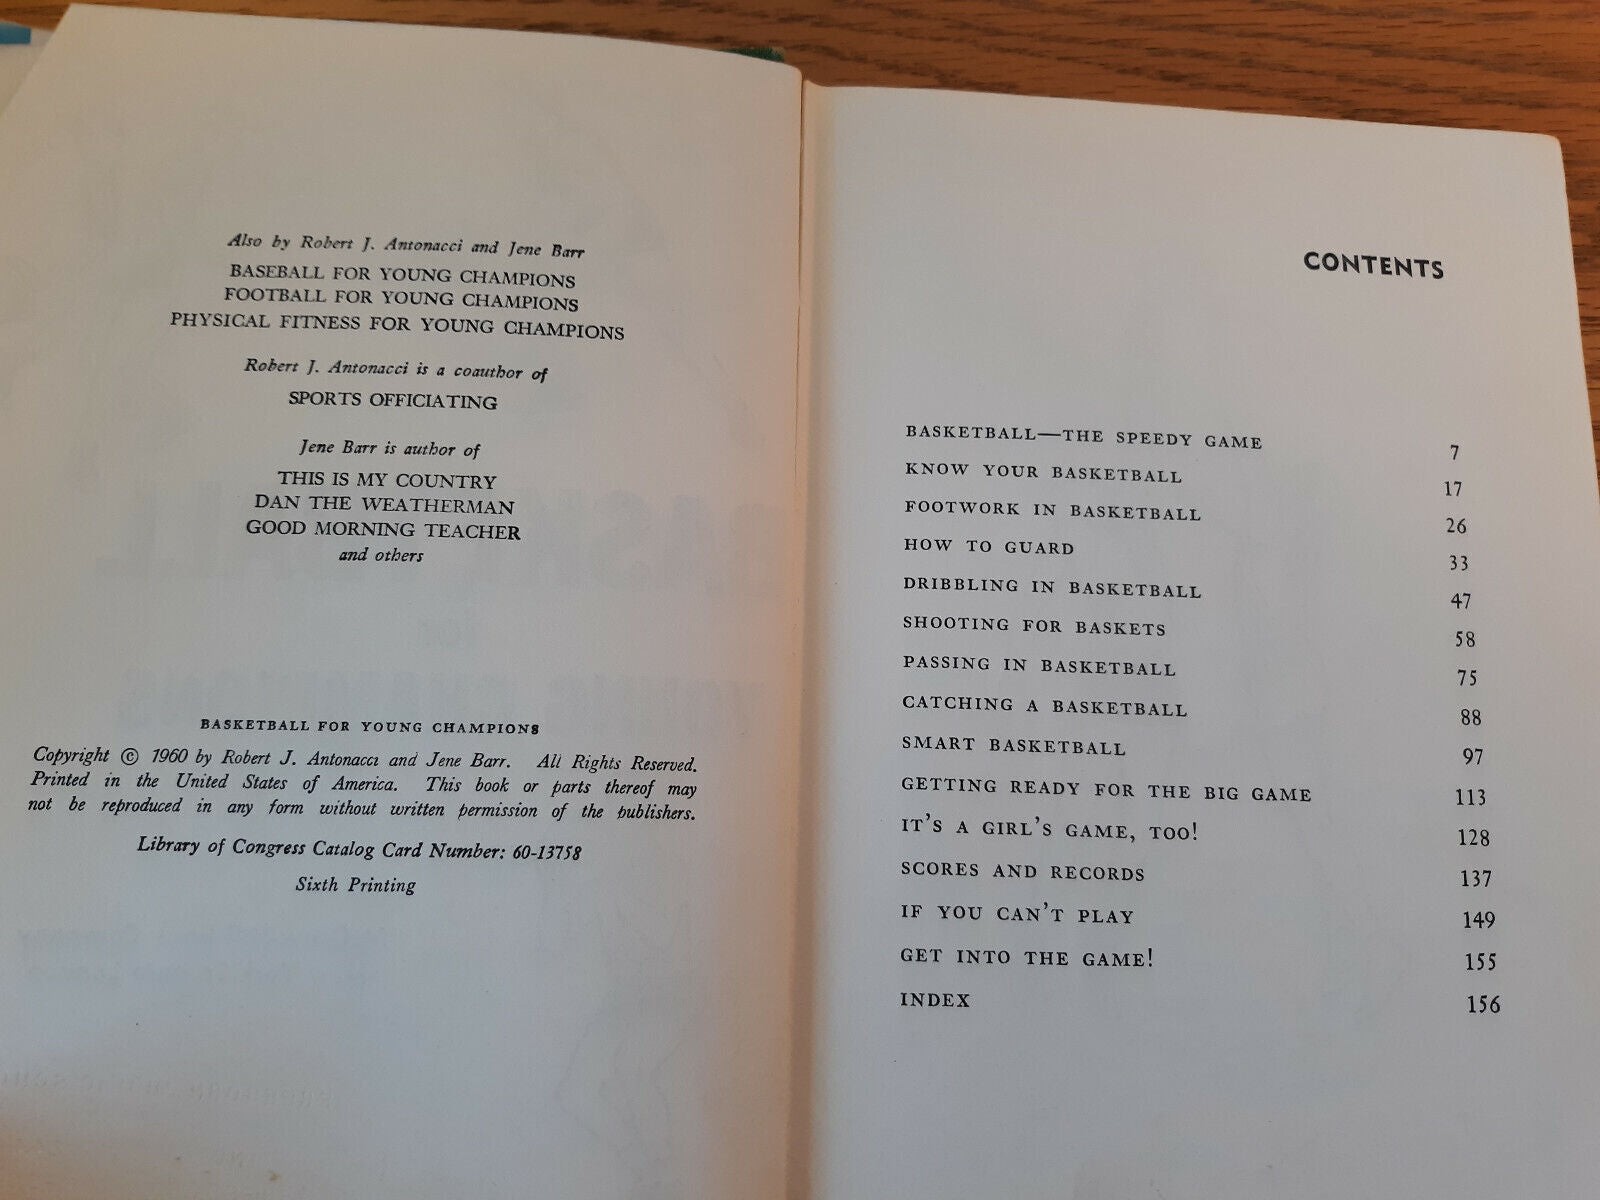 Also by Robert J. Antonacci and Jene Barr
BASEBALL FOR YOUNG CHAMPIONS
FOOTBALL FOR YOUNG CHAMPIONS
PHYSICAL FITNESS FOR YOUNG CHAMPIONS
Robert J. Antonacci is a coauthor of
SPORTS OFFICIATING
Jene Barr is author of
THIS IS MY COUNTRY
DAN THE WEATHERMAN
GOOD MORNING TEACHER
and others
BASKETBALL FOR YOUNG CHAMPIONS
Copyright © 1960 by Robert J. Antonacci and Jene Barr. All Rights Reserved.
Printed in the United States of America. This book or parts thereof may
not be reproduced in any form without written permission of the publishers.
Library of Congress Catalog Card Number: 60-13758
Sixth Printing
CONTENTS
BASKETBALL—THE SPEEDY GAME 7
KNOW YOUR BASKETBALL 17
FOOTWORK IN BASKETBALL 26
HOW TO GUARD 33
DRIBBLING IN BASKETBALL 47
SHOOTING FOR BASKETS 58
PASSING IN BASKETBALL 75
CATCHING A BASKETBALL 88
SMART BASKETBALL 97
GETTING READY FOR THE BIG GAME 113
IT'S A GIRL'S GAME, TOO! 128
SCORES AND RECORDS 137
IF YOU CAN'T PLAY 149
GET INTO THE GAME! 155
INDEX 156